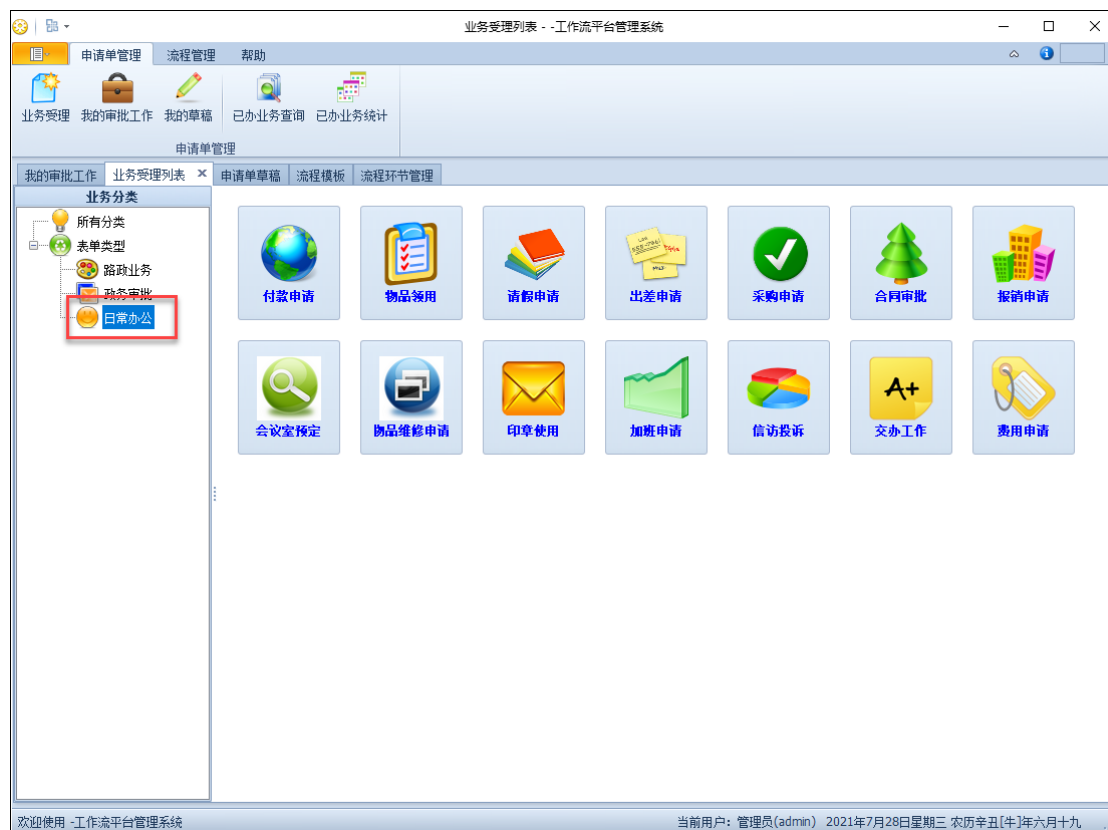 业务受理列表 - -工作流平台管理系统
申请单管理 流程管理 帮助
业务受理 我的审批工作 我的草稿 已办业务查询 已办业务统计
申请单管理
我的审批工作 业务受理列表 × 申请单草稿 流程模板 流程环节管理
业务分类
所有分类
表单类型
路政业务
政务审批
日常办公
付款申请 物品领用 请假申请 出差申请 采购申请 合同审批 报销申请
会议室预定 物品维修申请 印章使用 加班申请 信访投诉 交办工作 费用申请
A+
欢迎使用 -工作流平台管理系统 当前用户: 管理员(admin) 2021年7月28日星期三 农历辛丑[牛]年六月十九